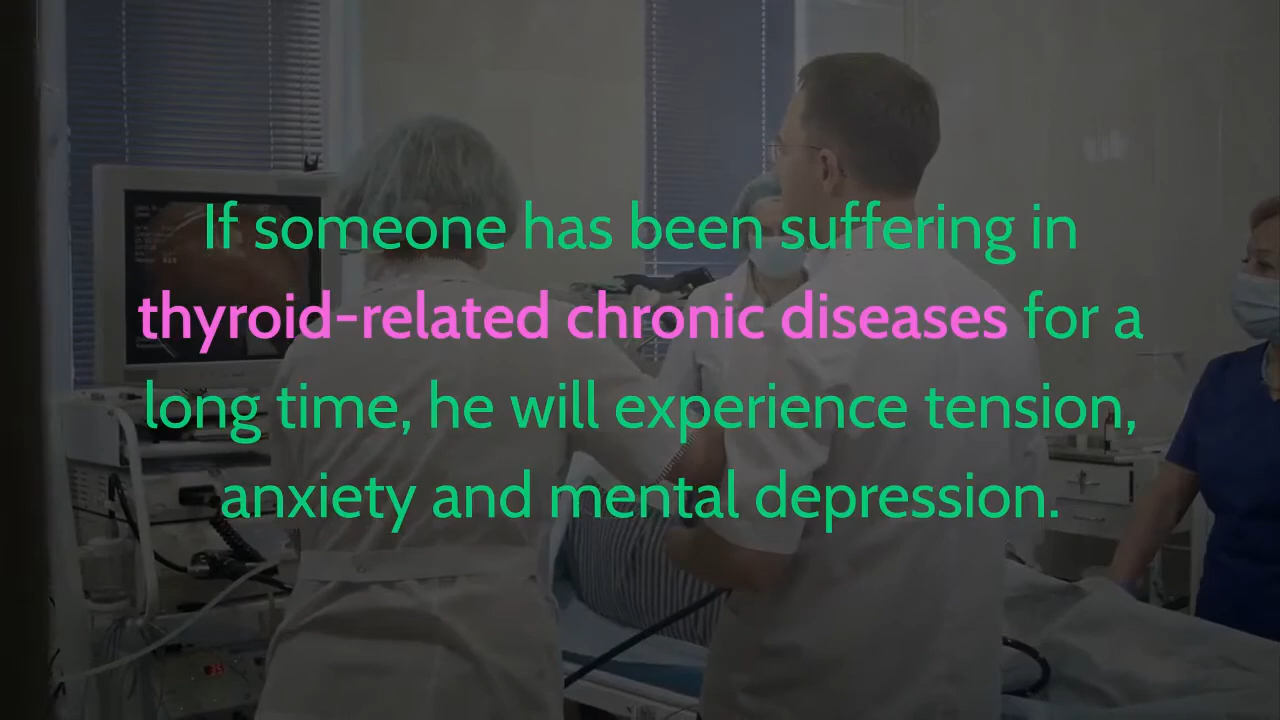 If someone has been suffering in
thyroid-related chronic diseases for a
long time, he will experience tension,
anxiety and mental depression.